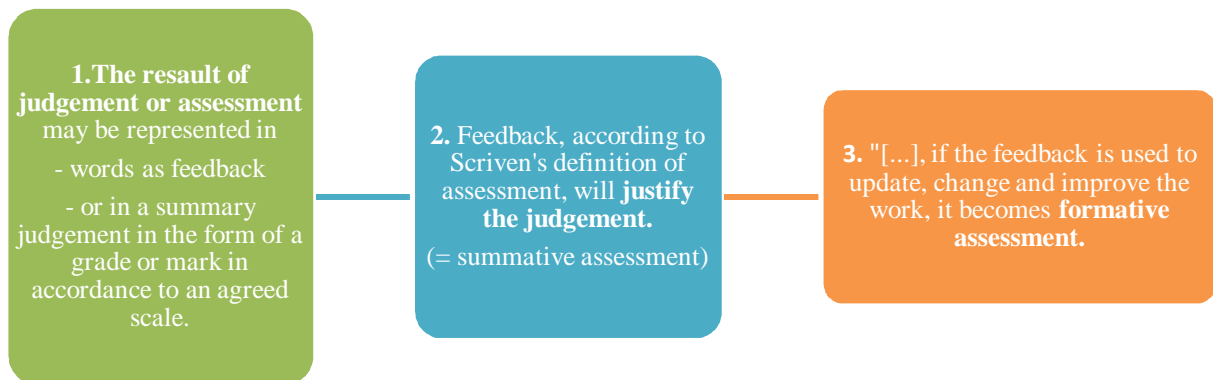 1.The resault of
judgement or assessment
may be represented in
- words as feedback
- or in a summary
judgement in the form of a
grade or mark in
accordance to an agreed
scale.
2. Feedback, according to
Scriven's definition of
assessment, will justify
the judgement.
(= summative assessment)
3. "[...], if the feedback is used to
update, change and improve the
work, it becomes formative
assessment.